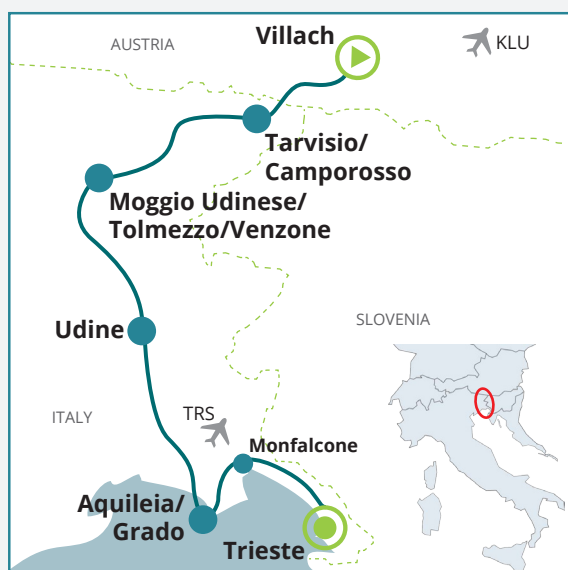 AUSTRIA
Villach
KLU
Tarvisio/
Camporosso
Moggio Udinese/
Tolmezzo/Venzone
Udine
SLOVENIA
ITALY
TRS
Monfalcone
Aquileia/
Grado
Trieste